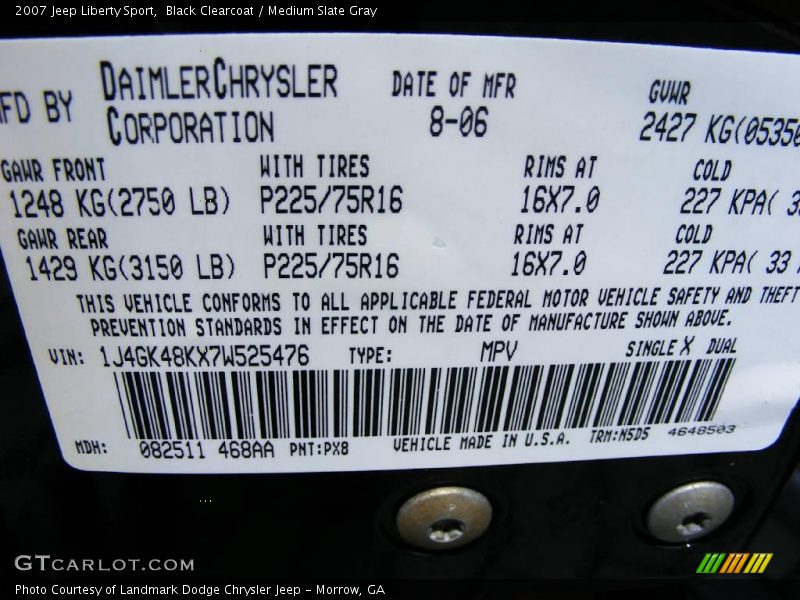 2007 Jeep Liberty Sport,  Black Clearcoat / Medium Slate Gray
MFD BY DAIMLERCHRYSLER CORPORATION DATE OF MFR 8-06 GVWR
2427 KG(05350
GAWR FRONT WITH TIRES RIMS AT COLD
1248 KG(2750 LB) P225/75R16 16X7.0 227 KPA(
GAWR REAR WITH TIRES RIMS AT COLD
1429 KG(3150 LB) P225/75R16 16X7.0 227 KPA( 33
THIS VEHICLE CONFORMS TO ALL APPLICABLE FEDERAL MOTOR VEHICLE SAFETY AND THEFT
PREVENTION STANDARDS IN EFFECT ON THE DATE OF MANUFACTURE SHOWN ABOVE.
VIN: 1J4GK48KX7W525476 TYPE: MPV SINGLE X DUAL
MDH: 082511 468AA PNT:PX8 VEHICLE MADE IN U.S.A. TRM:N5D5 4648503
GTCARLOT.COM
Photo Courtesy of Landmark Dodge Chrysler Jeep - Morrow, GA